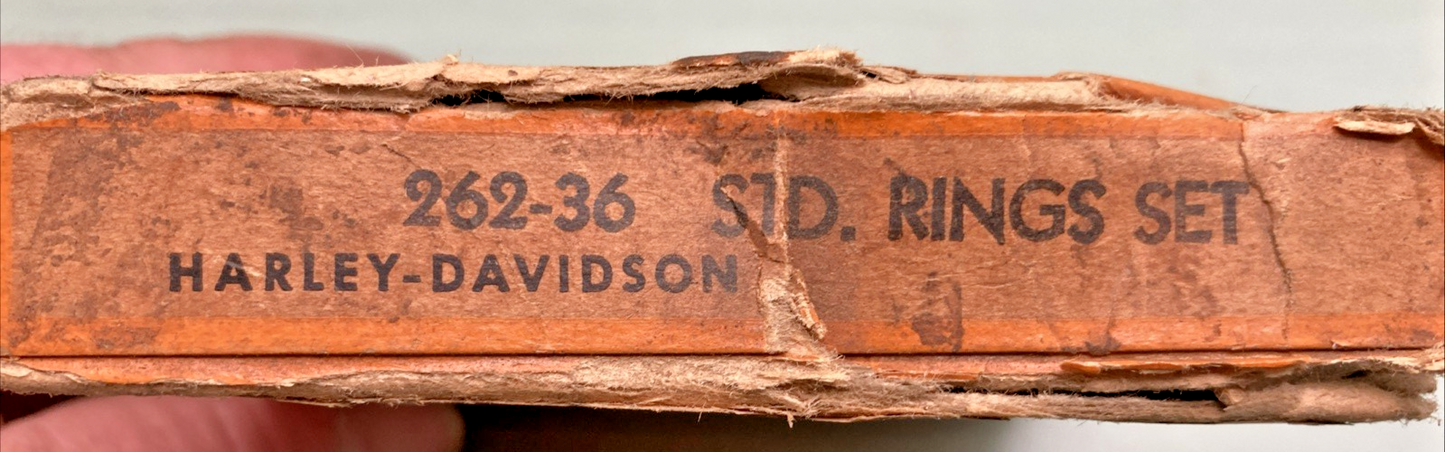 262-36 STD. RINGS SET
HARLEY-DAVIDSON